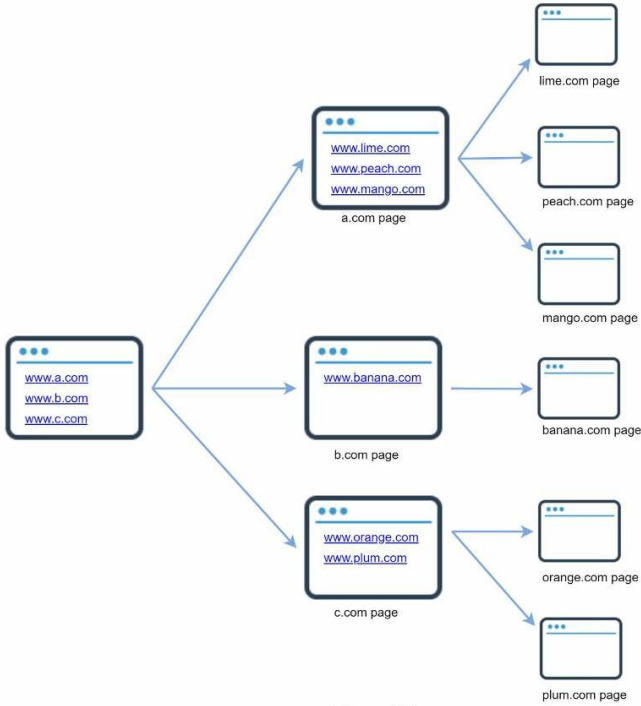 lime.com page
www.lime.com
www.peach.com
www.mango.com
a.com page
peach.com page
mango.com page
www.a.com
www.b.com
www.c.com
www.banana.com
b.com page
banana.com page
www.orange.com
www.plum.com
c.com page
orange.com page
plum.com page